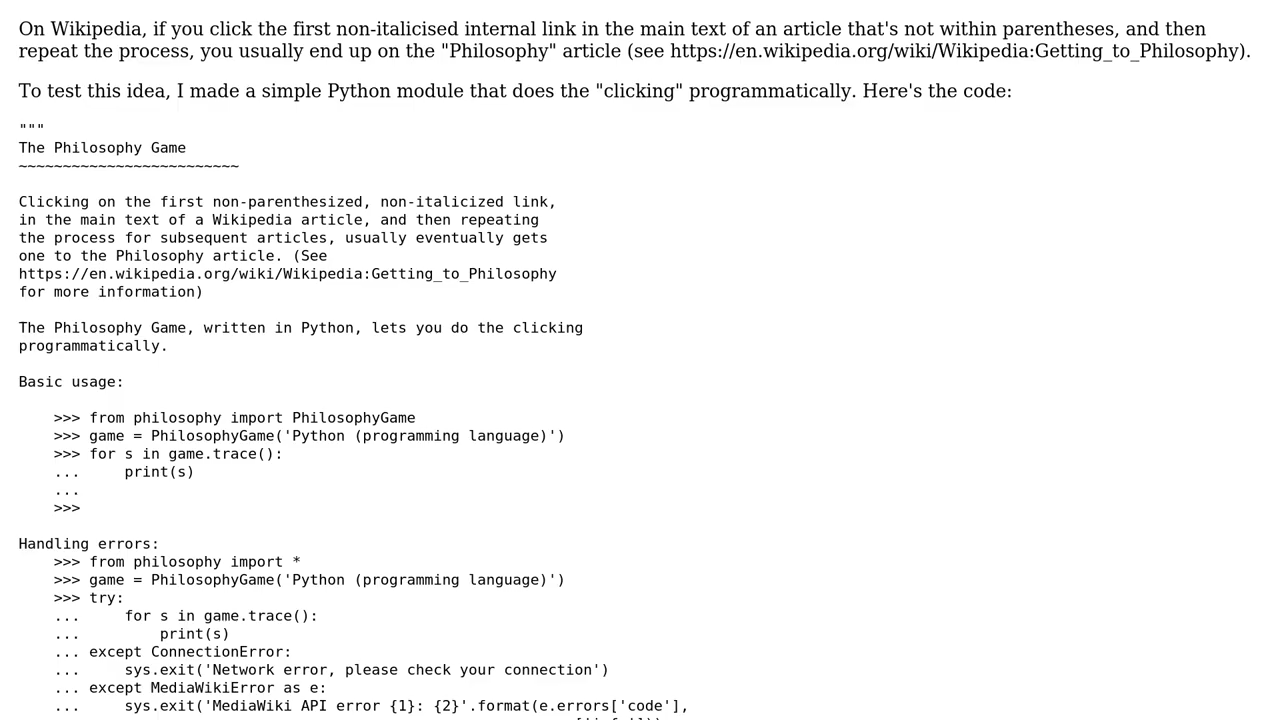 On Wikipedia, if you click the first non-italicised internal link in the main text of an article that's not within parentheses, and then
repeat the process, you usually end up on the "Philosophy" article (see https://en.wikipedia.org/wiki/Wikipedia:Getting_to_Philosophy).
To test this idea, I made a simple Python module that does the "clicking" programmatically. Here's the code:
"""
The Philosophy Game
~~~~~~~~~~~~~~~~~~~~~~~~~
Clicking on the first non-parenthesized, non-italicized link,
in the main text of a Wikipedia article, and then repeating
the process for subsequent articles, usually eventually gets
one to the Philosophy article. (See
https://en.wikipedia.org/wiki/Wikipedia:Getting_to_Philosophy
for more information)
The Philosophy Game, written in Python, lets you do the clicking
programmatically.
Basic usage:
    >>> from philosophy import PhilosophyGame
    >>> game = PhilosophyGame('Python (programming language)')
    >>> for s in game.trace():
    ...     print(s)
    ...
    >>>
Handling errors:
    >>> from philosophy import *
    >>> game = PhilosophyGame('Python (programming language)')
    >>> try:
    ...     for s in game.trace():
    ...         print(s)
    ... except ConnectionError:
    ...     sys.exit('Network error, please check your connection')
    ... except MediaWikiError as e:
    ...     sys.exit('MediaWiki API error {1}: {2}'.format(e.errors['code'],